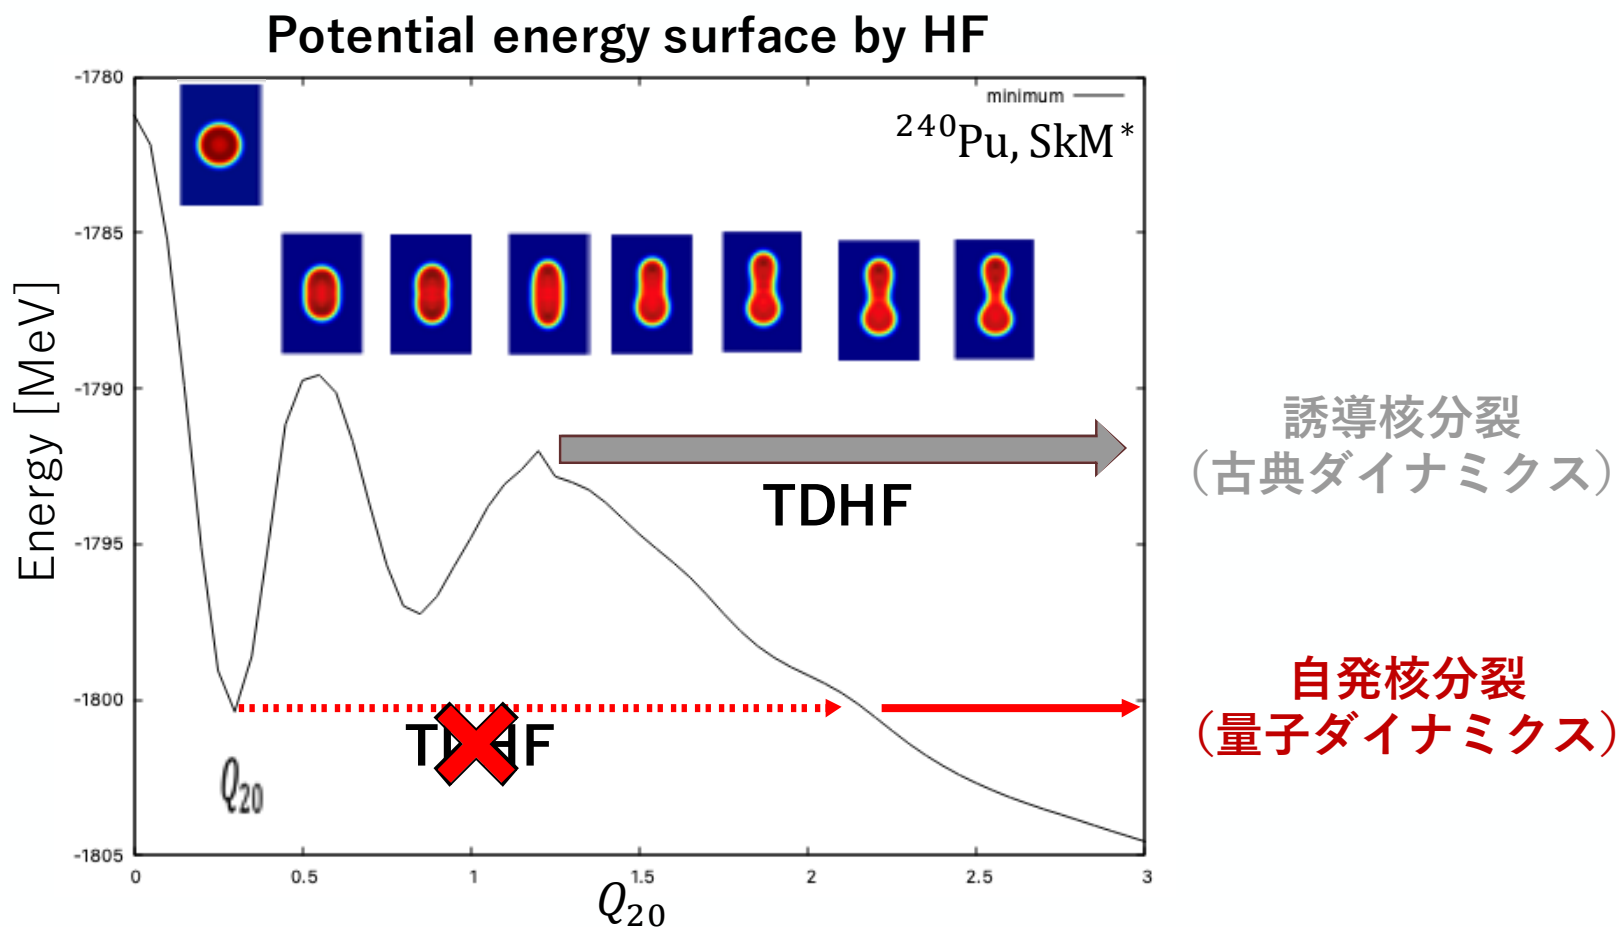 Potential energy surface by HF
-1780
minimum
²⁴⁰Pu, SkM*
-1785
Energy [MeV]
-1790
誘導核分裂
(古典ダイナミクス)
TDHF
-1795
自発核分裂
(量子ダイナミクス)
-1800
TDHF
Q₂₀
-1805
0 0.5 1 1.5 2 2.5 3
Q₂₀